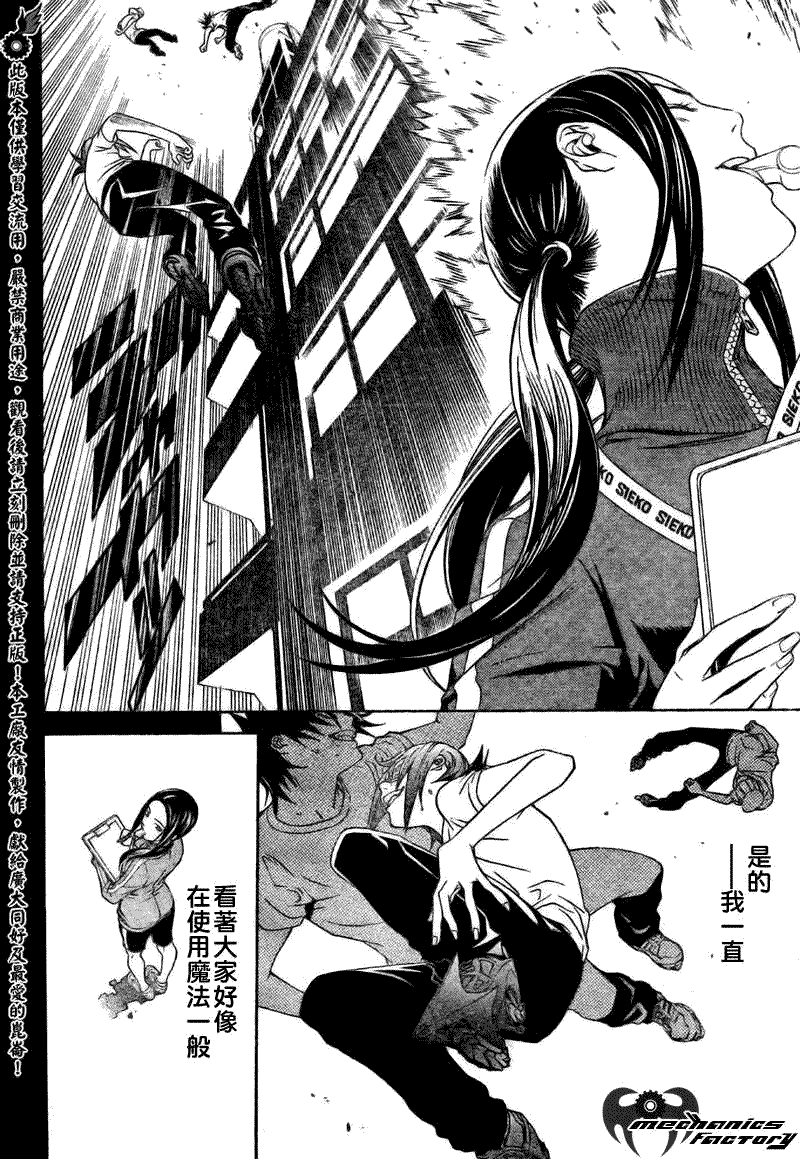 此版本僅供學習交流用，嚴禁商業用途，觀看後請立刻刪除並請支持正版！本工廠友情製作，獻給廣大同好及最愛的崑崙！
KO SIEKO SIEKO
SIEKO
是的
——我一直
看著大家好像
在使用魔法一般
mechanics
factory